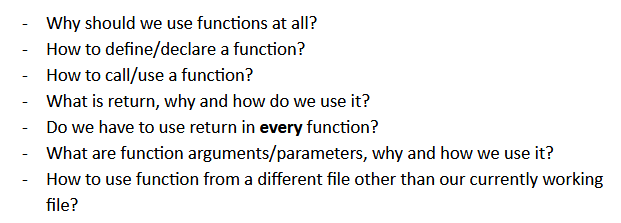 - Why should we use functions at all?
- How to define/declare a function?
- How to call/use a function?
- What is return, why and how do we use it?
- Do we have to use return in every function?
- What are function arguments/parameters, why and how we use it?
- How to use function from a different file other than our currently working
file?